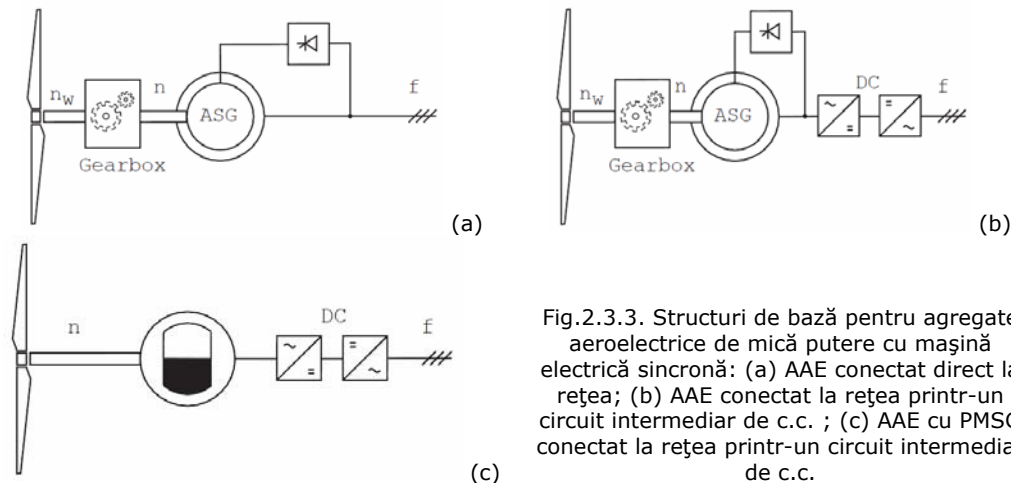 n_W
n
ASG
f
Gearbox
(a)
n_W
n
ASG
DC
f
Gearbox
(b)
n
DC
f
(c)
Fig.2.3.3. Structuri de bază pentru agregate
aeroelectrice de mică putere cu maşină
electrică sincronă: (a) AAE conectat direct la
reţea; (b) AAE conectat la reţea printr-un
circuit intermediar de c.c. ; (c) AAE cu PMSG
conectat la reţea printr-un circuit intermedia
de c.c.